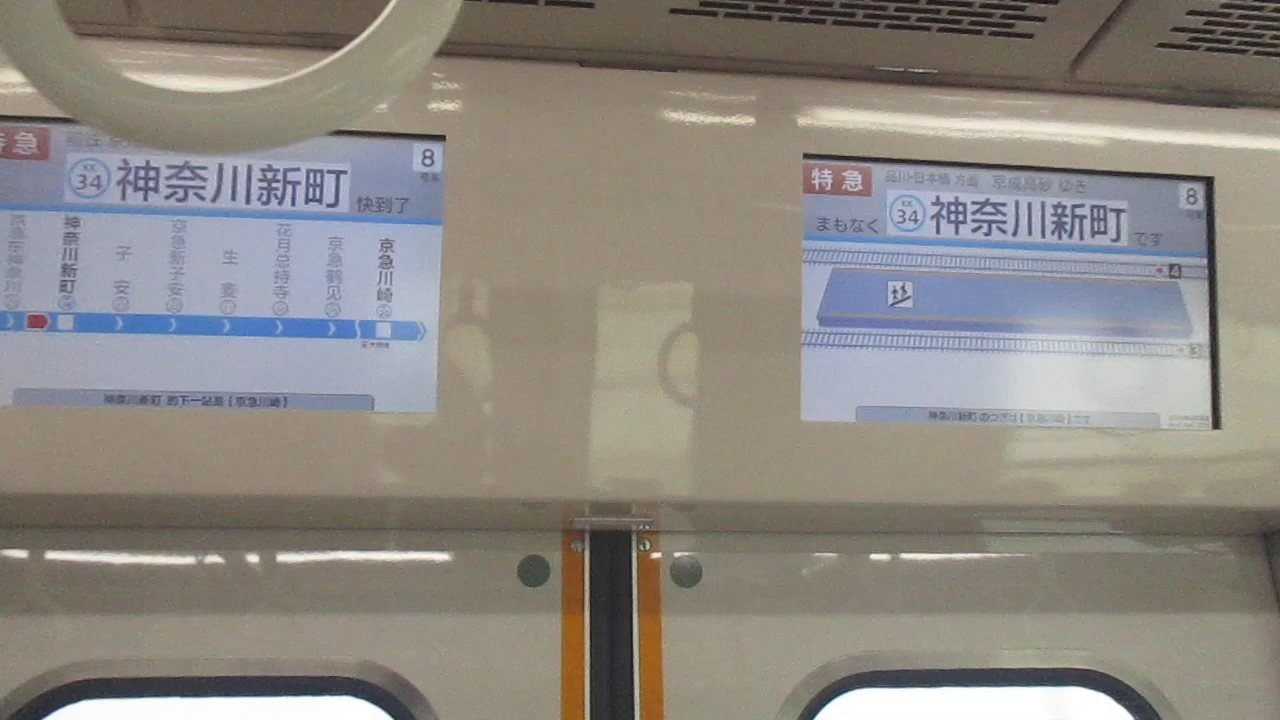 特急
8
号車
KK
34
神奈川新町
快到了
神奈川新町
子安
京急新子安
生麦
花月总持寺
京急鹤见
京急川崎
神奈川新町 的下一站是【京急川崎】
特急
品川・日本橋 方面 京成高砂 ゆき
8
まもなく
KK
34
神奈川新町
です
4
3
神奈川新町 のつぎは【京急川崎】です